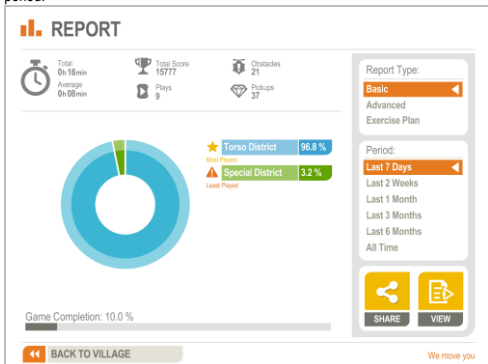 REPORT
Total
0h 16min
Average
0h 08min
Total Score
15777
Plays
9
Obstacles
21
Pickups
37
Torso District 96.8 %
Most Played
Special District 3.2 %
Least Played
Game Completion: 10.0 %
Report Type:
Basic
Advanced
Exercise Plan
Period:
Last 7 Days
Last 2 Weeks
Last 1 Month
Last 3 Months
Last 6 Months
All Time
SHARE
VIEW
BACK TO VILLAGE
We move you